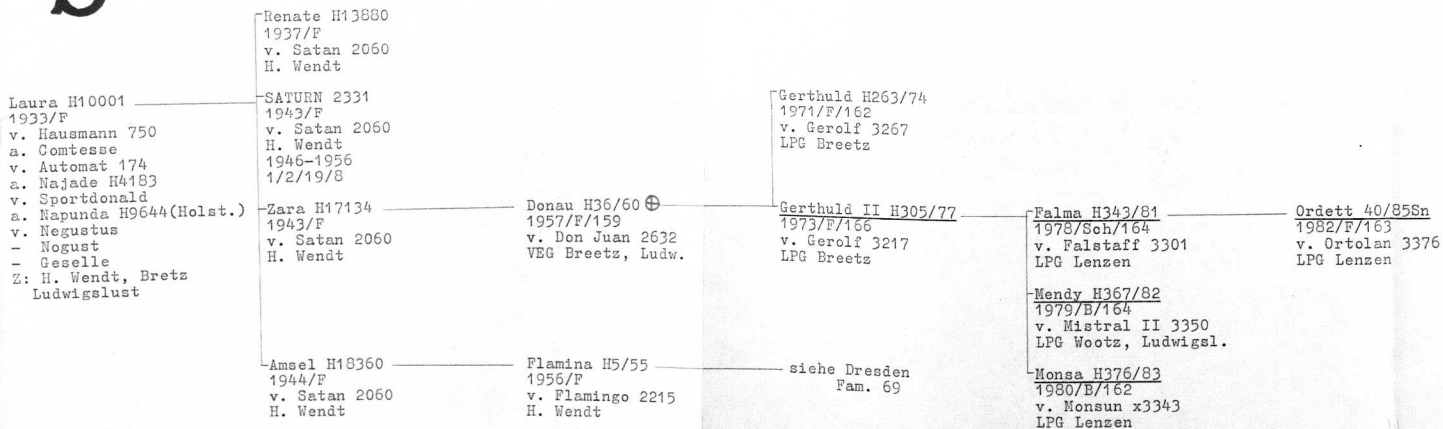 Laura H10001
1933/F
v. Hausmann 750
a. Comtesse
v. Automat 174
a. Najade H4183
v. Sportdonald
a. Napunda H9644(Holst.)
v. Negustus
- Nogust
- Geselle
Z: H. Wendt, Bretz
Ludwigslust
Renate H13880
1937/F
v. Satan 2060
H. Wendt
SATURN 2331
1943/F
v. Satan 2060
H. Wendt
1946-1956
1/2/19/8
Zara H17134
1943/F
v. Satan 2060
H. Wendt
Amsel H18360
1944/F
v. Satan 2060
H. Wendt
Donau H36/60 ⊕
1957/F/159
v. Don Juan 2632
VEG Breetz, Ludw.
Flamina H5/55
1956/F
v. Flamingo 2215
H. Wendt
Gerthuld H263/74
1971/F/162
v. Gerolf 3267
LPG Breetz
Gerthuld II H305/77
1973/F/166
v. Gerolf 3217
LPG Breetz
siehe Dresden
Fam. 69
Falma H343/81
1978/Sch/164
v. Falstaff 3301
LPG Lenzen
Mendy H367/82
1979/B/164
v. Mistral II 3350
LPG Wootz, Ludwigsl.
Monsa H376/83
1980/B/162
v. Monsun x3343
LPG Lenzen
Ordett 40/85Sn
1982/F/163
v. Ortolan 3376
LPG Lenzen